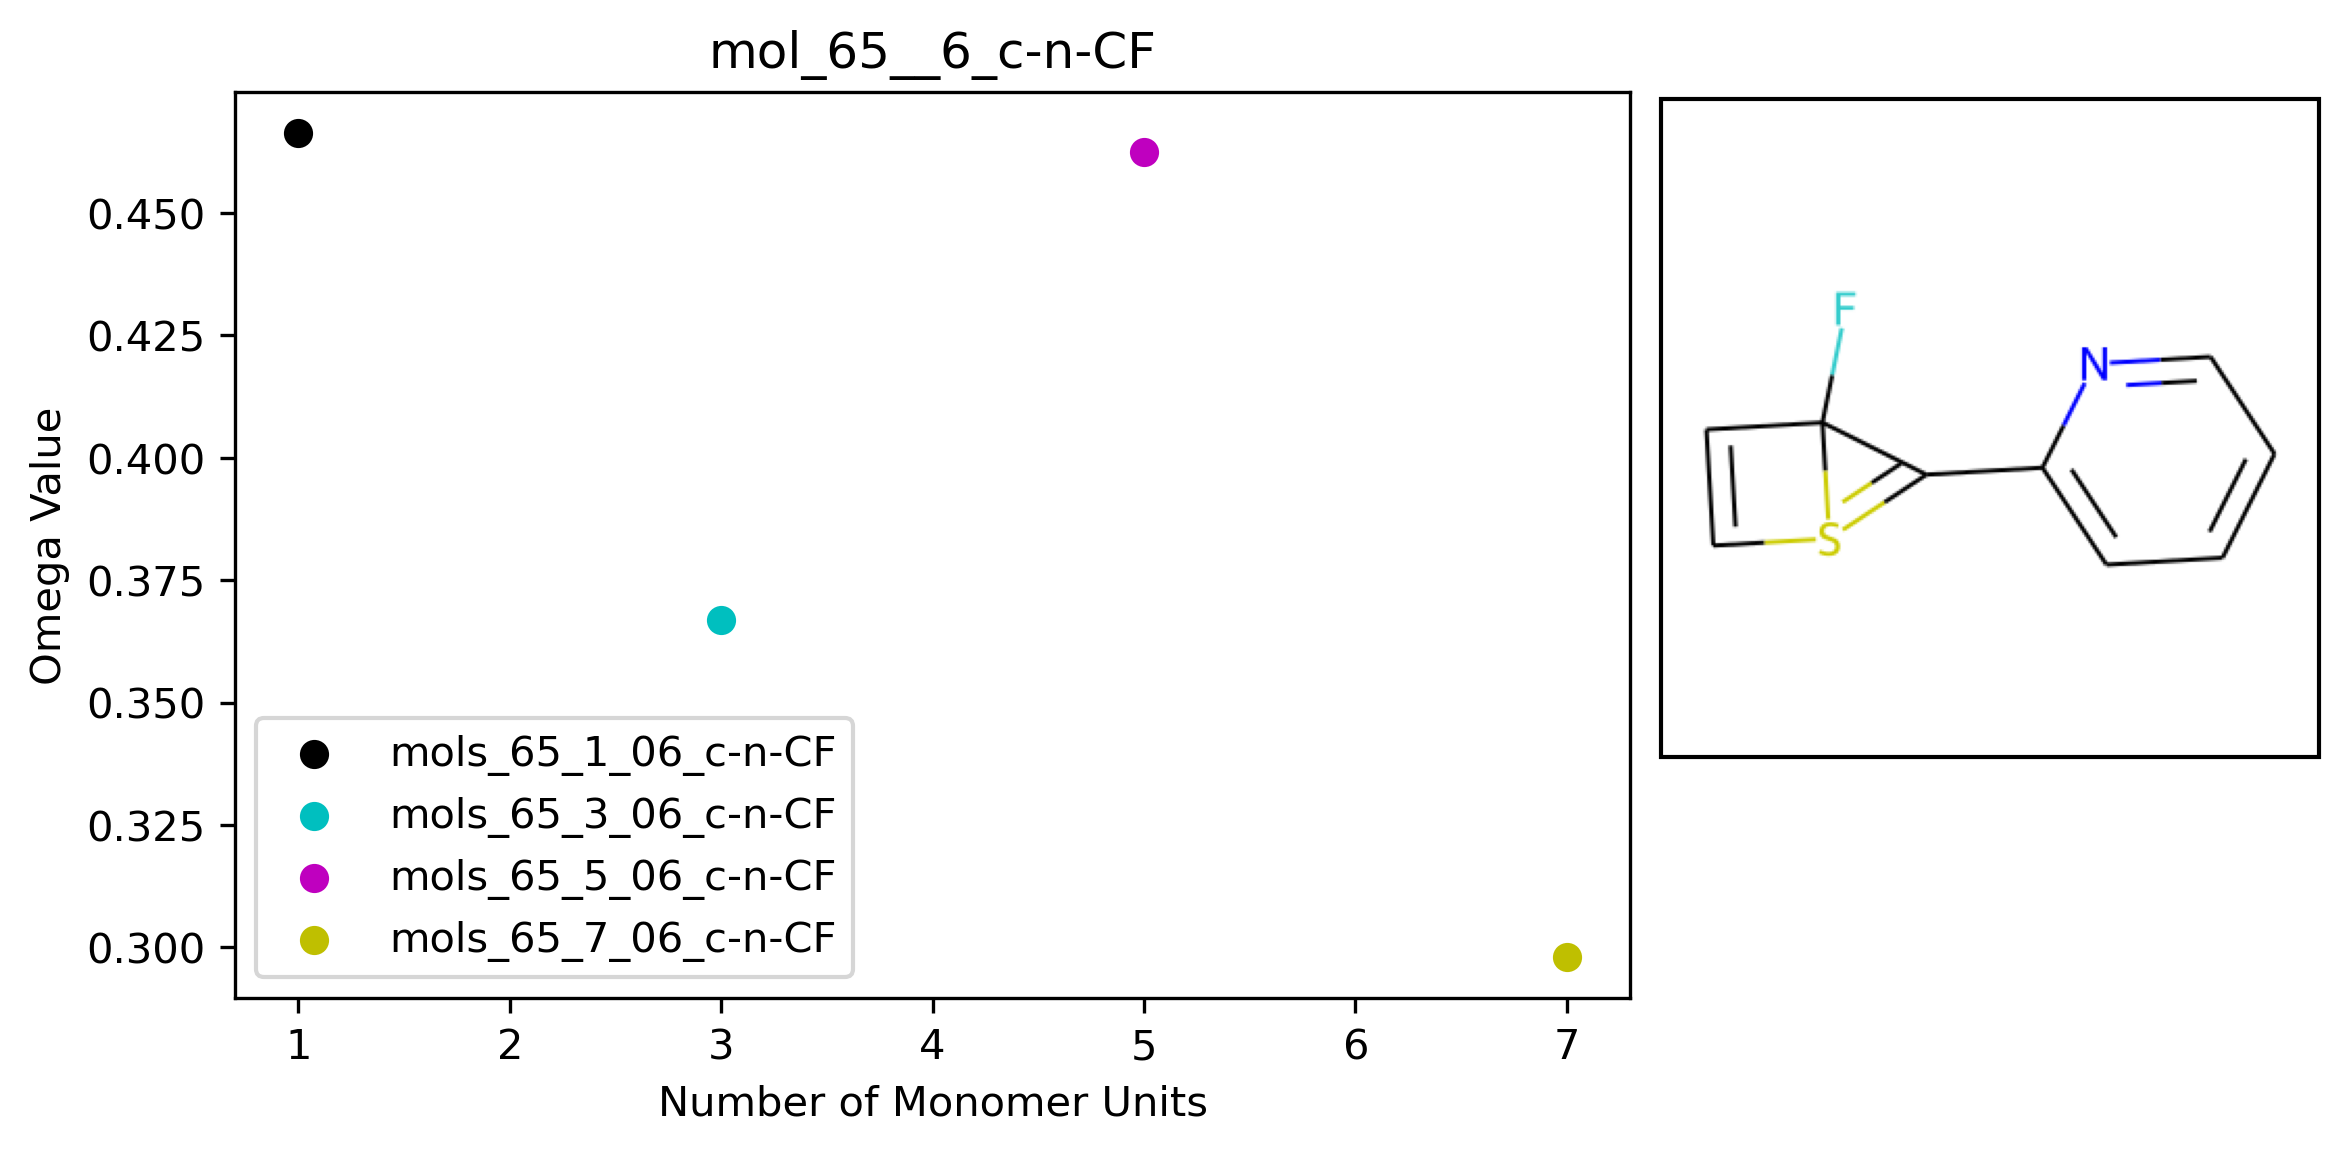 mol_65__6_c-n-CF
Omega Value
0.450
0.425
0.400
0.375
0.350
0.325
0.300
mols_65_1_06_c-n-CF
mols_65_3_06_c-n-CF
mols_65_5_06_c-n-CF
mols_65_7_06_c-n-CF
1 2 3 4 5 6 7
Number of Monomer Units
F
N
S